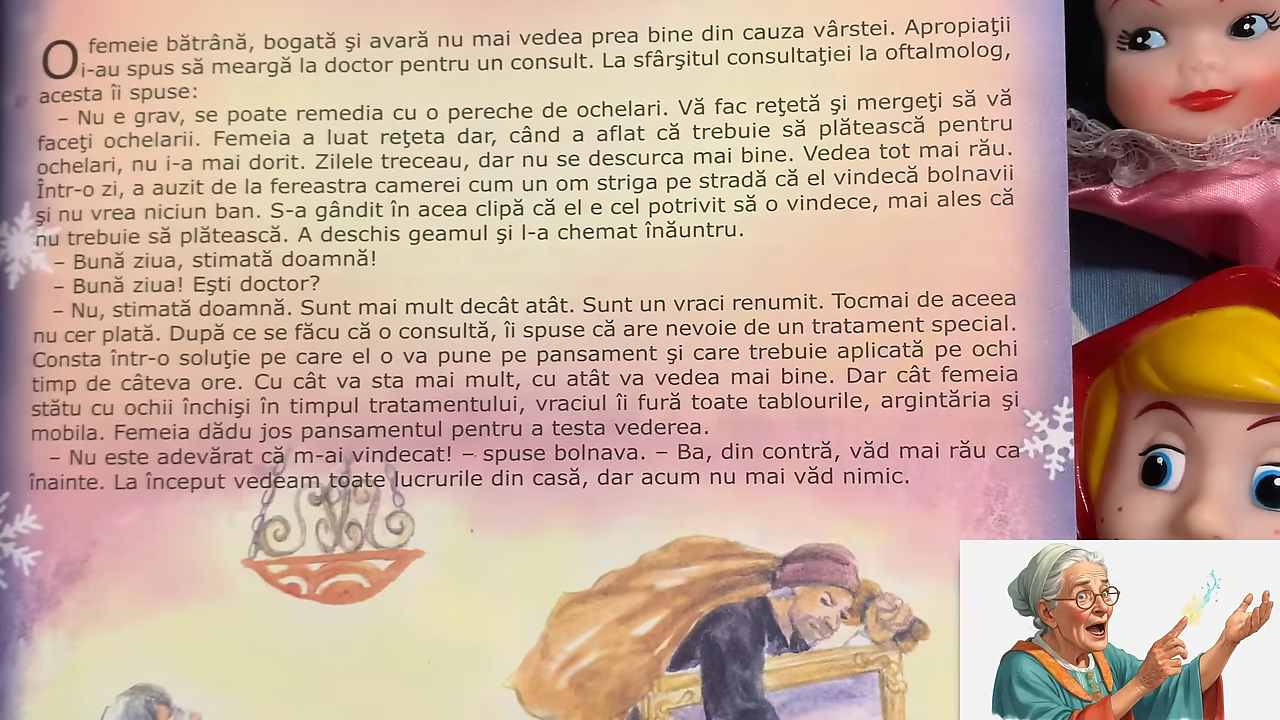 O femeie bătrână, bogată şi avară nu mai vedea prea bine din cauza vârstei. Apropiaţii
i-au spus să meargă la doctor pentru un consult. La sfârşitul consultaţiei la oftalmolog,
acesta îi spuse:
– Nu e grav, se poate remedia cu o pereche de ochelari. Vă fac reţetă şi mergeţi să vă
faceţi ochelarii. Femeia a luat reţeta dar, când a aflat că trebuie să plătească pentru
ochelari, nu i-a mai dorit. Zilele treceau, dar nu se descurca mai bine. Vedea tot mai rău.
Într-o zi, a auzit de la fereastra camerei cum un om striga pe stradă că el vindecă bolnavii
şi nu vrea niciun ban. S-a gândit în acea clipă că el e cel potrivit să o vindece, mai ales că
nu trebuie să plătească. A deschis geamul şi l-a chemat înăuntru.
– Bună ziua, stimată doamnă!
– Bună ziua! Eşti doctor?
– Nu, stimată doamnă. Sunt mai mult decât atât. Sunt un vraci renumit. Tocmai de aceea
nu cer plată. După ce se făcu că o consultă, îi spuse că are nevoie de un tratament special.
Consta într-o soluţie pe care el o va pune pe pansament şi care trebuie aplicată pe ochi
timp de câteva ore. Cu cât va sta mai mult, cu atât va vedea mai bine. Dar cât femeia
stătu cu ochii închişi în timpul tratamentului, vraciul îi fură toate tablourile, argintăria şi
mobila. Femeia dădu jos pansamentul pentru a testa vederea.
– Nu este adevărat că m-ai vindecat! – spuse bolnava. – Ba, din contră, văd mai rău ca
înainte. La început vedeam toate lucrurile din casă, dar acum nu mai văd nimic.